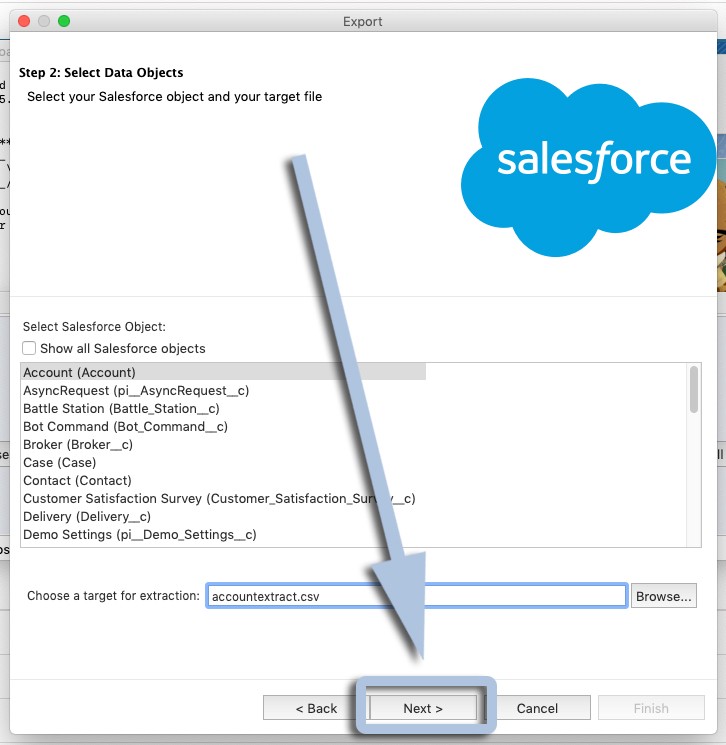 Export
Step 2: Select Data Objects
Select your Salesforce object and your target file
salesforce
Select Salesforce Object:
Show all Salesforce objects
Account (Account)
AsyncRequest (pi__AsyncRequest__c)
Battle Station (Battle_Station__c)
Bot Command (Bot_Command__c)
Broker (Broker__c)
Case (Case)
Contact (Contact)
Customer Satisfaction Survey (Customer_Satisfaction_Survey__c)
Delivery (Delivery__c)
Demo Settings (pi__Demo_Settings__c)
Choose a target for extraction: accountextract.csv Browse...
< Back Next > Cancel Finish